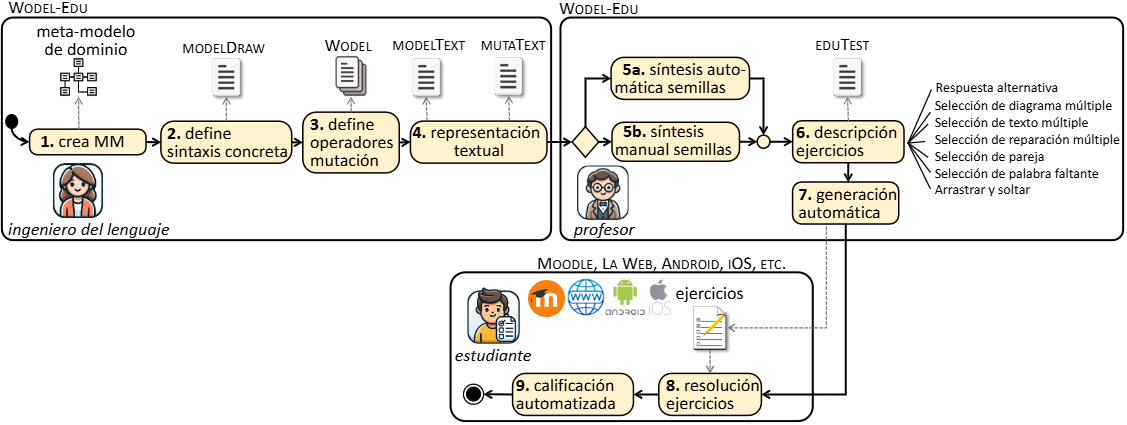 WODEL-EDU
meta-modelo
de dominio
MODELDRAW
WODEL
MODELTEXT
MUTATEXT
1. crea MM
2. define
sintaxis concreta
3. define
operadores
mutación
4. representación
textual
ingeniero del lenguaje
WODEL-EDU
5a. síntesis auto-
mática semillas
5b. síntesis
manual semillas
EDUTEST
6. descripción
ejercicios
Respuesta alternativa
Selección de diagrama múltiple
Selección de texto múltiple
Selección de reparación múltiple
Selección de pareja
Selección de palabra faltante
Arrastrar y soltar
7. generación
automática
profesor
MOODLE, LA WEB, ANDROID, IOS, ETC.
WWW
ANDROID
iOS
ejercicios
estudiante
9. calificación
automatizada
8. resolución
ejercicios